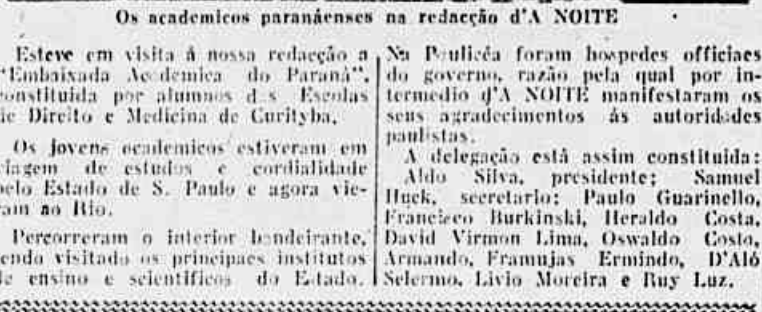 Os academicos paranáenses na redacção d'A NOITE
Esteve em visita á nossa redacção a
"Embaixada Academica do Paraná",
constituida por alumnos das Escolas
de Direito e Medicina de Curityba.
Os jovens academicos estiveram em
viagem de estudos e cordialidade
pelo Estado de S. Paulo e agora vie-
ram ao Rio.
Percorreram o interior bandeirante,
tendo visitado os principaes institutos
de ensino e scientificos do Estado.
Na Paulicéa foram hospedes officiaes
do governo, razão pela qual por in-
termedio d'A NOITE manifestaram os
seus agradecimentos ás autoridades
paulistas.
A delegação está assim constituida:
Aldo Silva, presidente; Samuel
Huck, secretario; Paulo Guarinello,
Francisco Burkinski, Heraldo Costa,
David Virmon Lima, Oswaldo Costo,
Armando, Framujas Ermindo, D'Aló
Selermo, Livio Moreira e Ruy Luz.